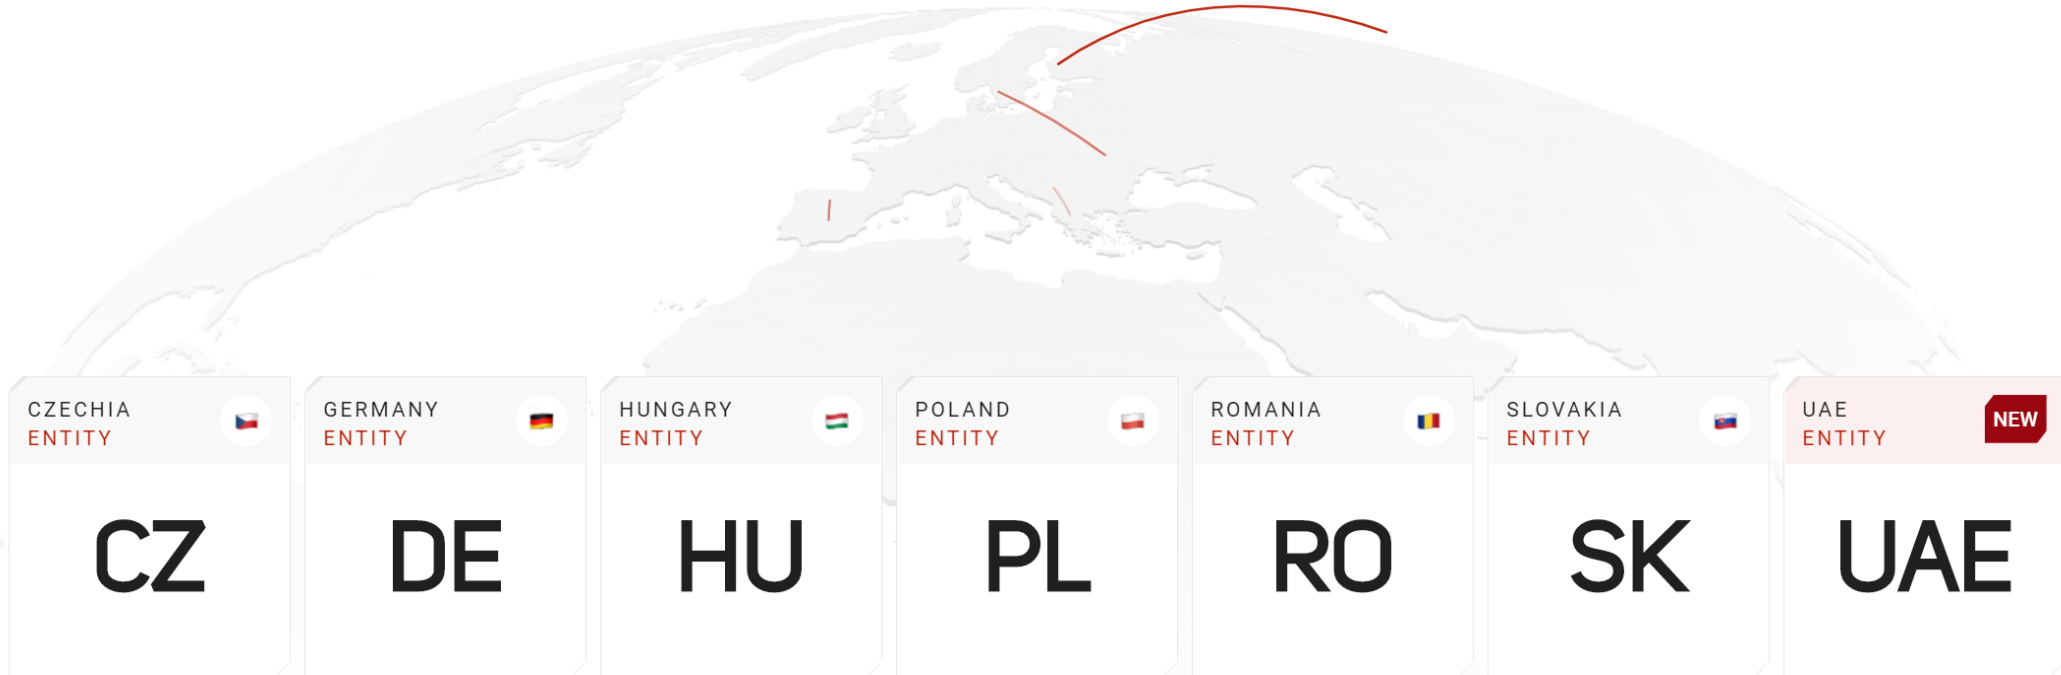 CZECHIA
ENTITY
CZ
GERMANY
ENTITY
DE
HUNGARY
ENTITY
HU
POLAND
ENTITY
PL
ROMANIA
ENTITY
RO
SLOVAKIA
ENTITY
SK
UAE
ENTITY
NEW
UAE